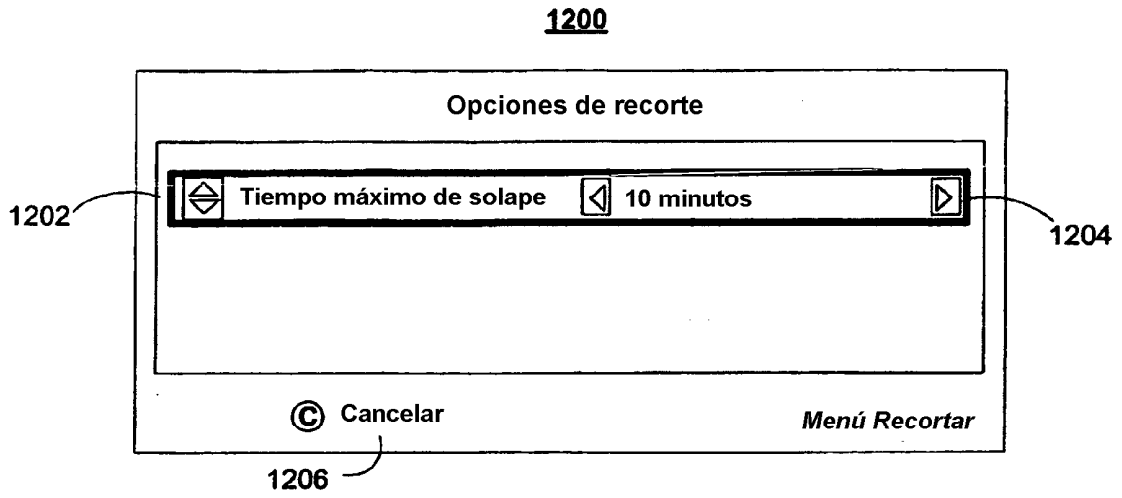 1200
Opciones de recorte
1202
Tiempo máximo de solape 10 minutos
1204
Ⓒ Cancelar
Menú Recortar
1206